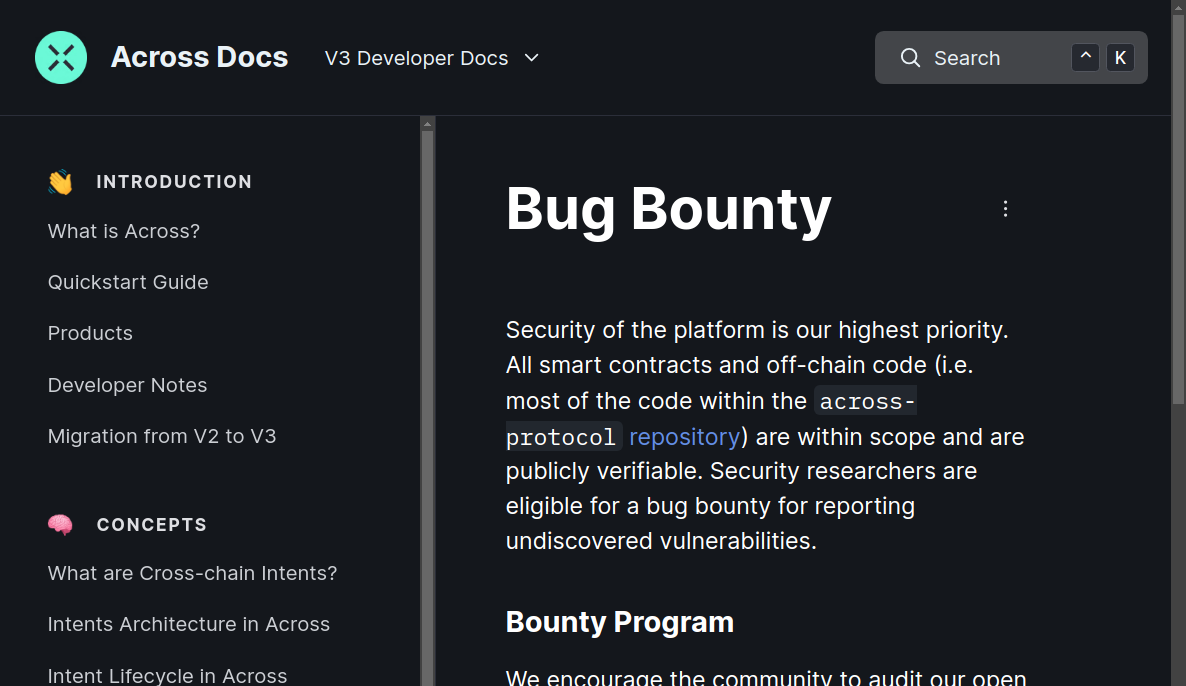 Across Docs
V3 Developer Docs
Search
^ K
INTRODUCTION
What is Across?
Quickstart Guide
Products
Developer Notes
Migration from V2 to V3
CONCEPTS
What are Cross-chain Intents?
Intents Architecture in Across
Intent Lifecycle in Across
Bug Bounty
Security of the platform is our highest priority.
All smart contracts and off-chain code (i.e.
most of the code within the across-
protocol repository) are within scope and are
publicly verifiable. Security researchers are
eligible for a bug bounty for reporting
undiscovered vulnerabilities.
Bounty Program
We encourage the community to audit our open